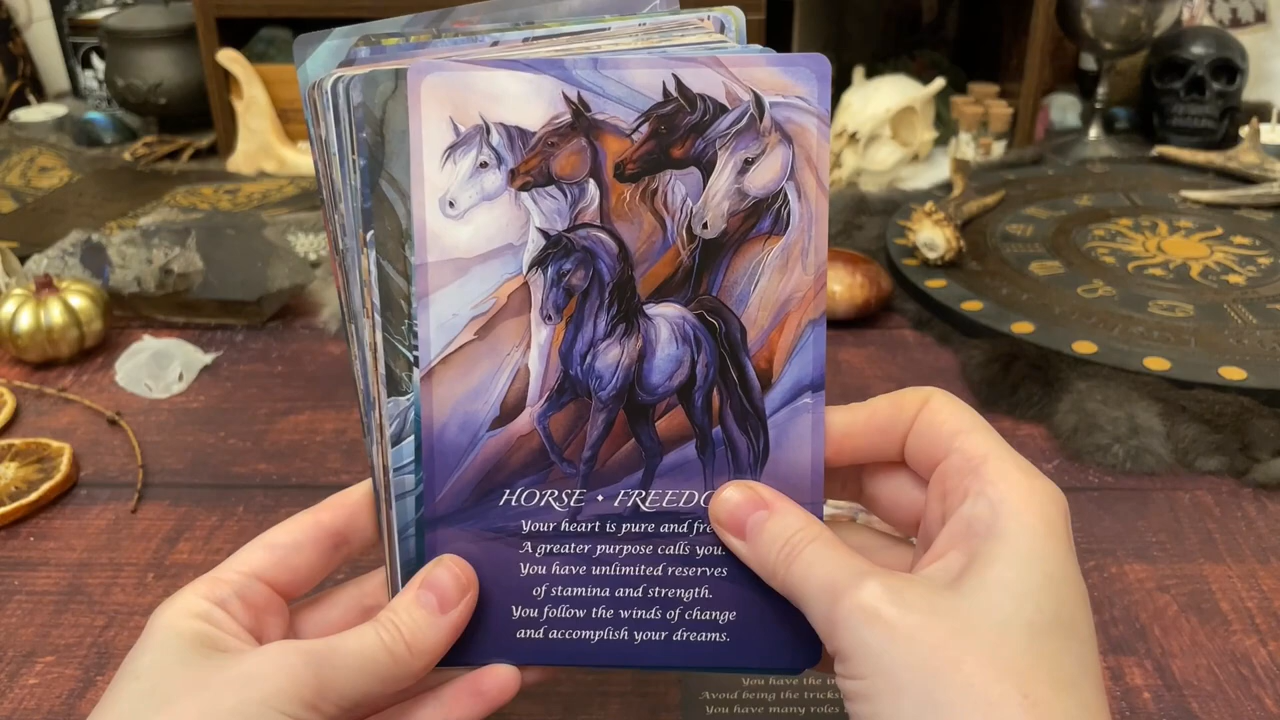 HORSE ✦ FREEDO
Your heart is pure and fre
A greater purpose calls you.
You have unlimited reserves
of stamina and strength.
You follow the winds of change
and accomplish your dreams.
You have the in
Avoid being the tricks
You have many roles